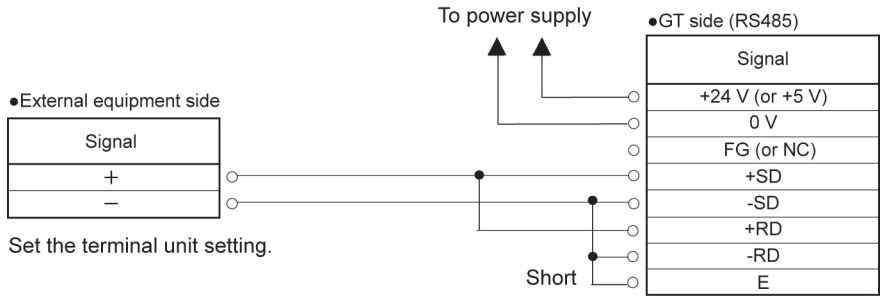 To power supply
●GT side (RS485)
Signal
+24 V (or +5 V)
0 V
FG (or NC)
+SD
-SD
+RD
-RD
E
●External equipment side
Signal
+
−
Set the terminal unit setting.
Short